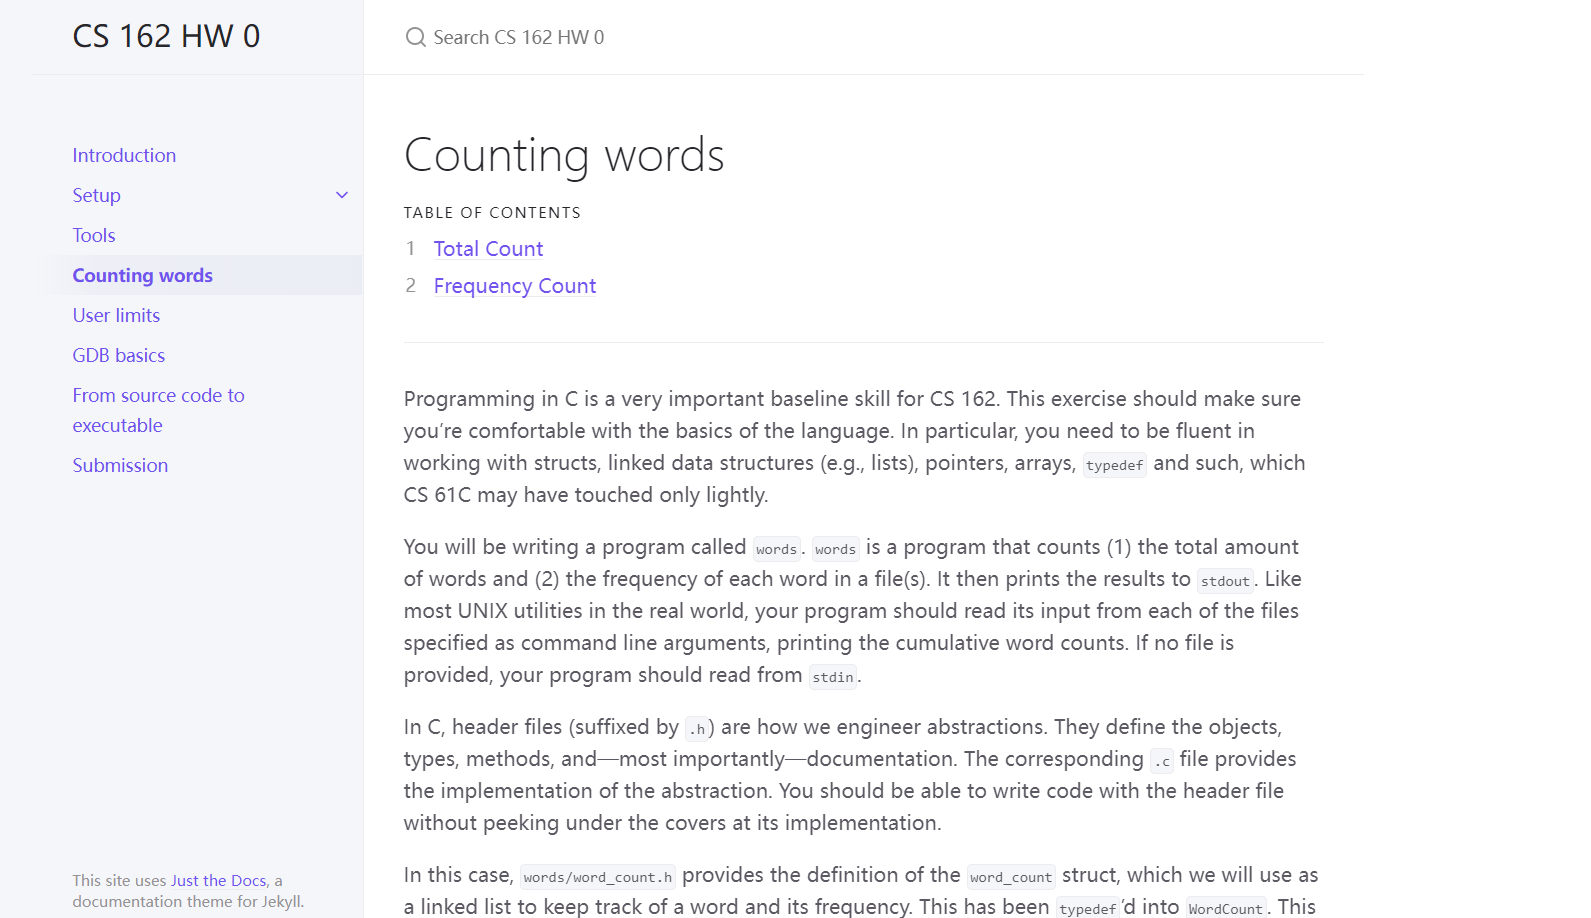 CS 162 HW 0
Search CS 162 HW 0
Introduction
Setup
Tools
Counting words
User limits
GDB basics
From source code to
executable
Submission
This site uses Just the Docs, a
documentation theme for Jekyll.
Counting words
TABLE OF CONTENTS
1 Total Count
2 Frequency Count
Programming in C is a very important baseline skill for CS 162. This exercise should make sure
you’re comfortable with the basics of the language. In particular, you need to be fluent in
working with structs, linked data structures (e.g., lists), pointers, arrays, typedef and such, which
CS 61C may have touched only lightly.
You will be writing a program called words. words is a program that counts (1) the total amount
of words and (2) the frequency of each word in a file(s). It then prints the results to stdout. Like
most UNIX utilities in the real world, your program should read its input from each of the files
specified as command line arguments, printing the cumulative word counts. If no file is
provided, your program should read from stdin.
In C, header files (suffixed by .h) are how we engineer abstractions. They define the objects,
types, methods, and—most importantly—documentation. The corresponding .c file provides
the implementation of the abstraction. You should be able to write code with the header file
without peeking under the covers at its implementation.
In this case, words/word_count.h provides the definition of the word_count struct, which we will use as
a linked list to keep track of a word and its frequency. This has been typedef’d into WordCount. This